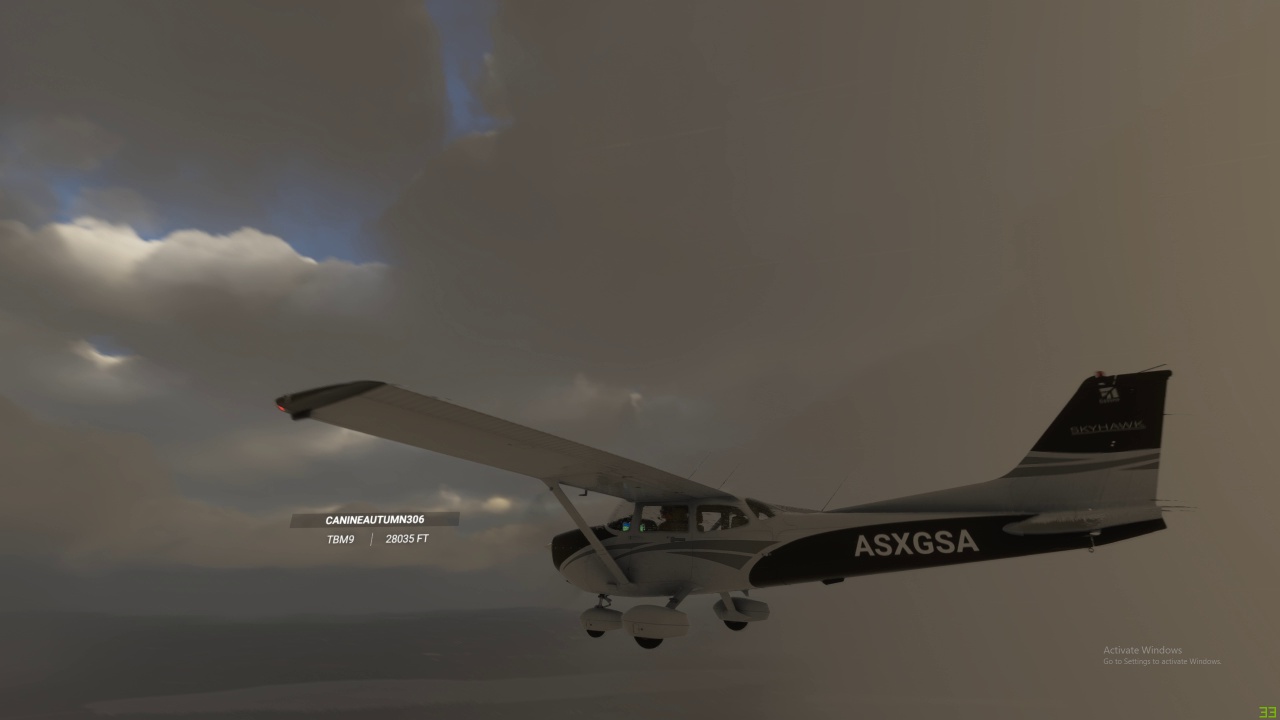 SKYHAWK
CANINEAUTUMN306
TBM9 | 28035 FT
ASXGSA
Activate Windows
Go to Settings to activate Windows.
33